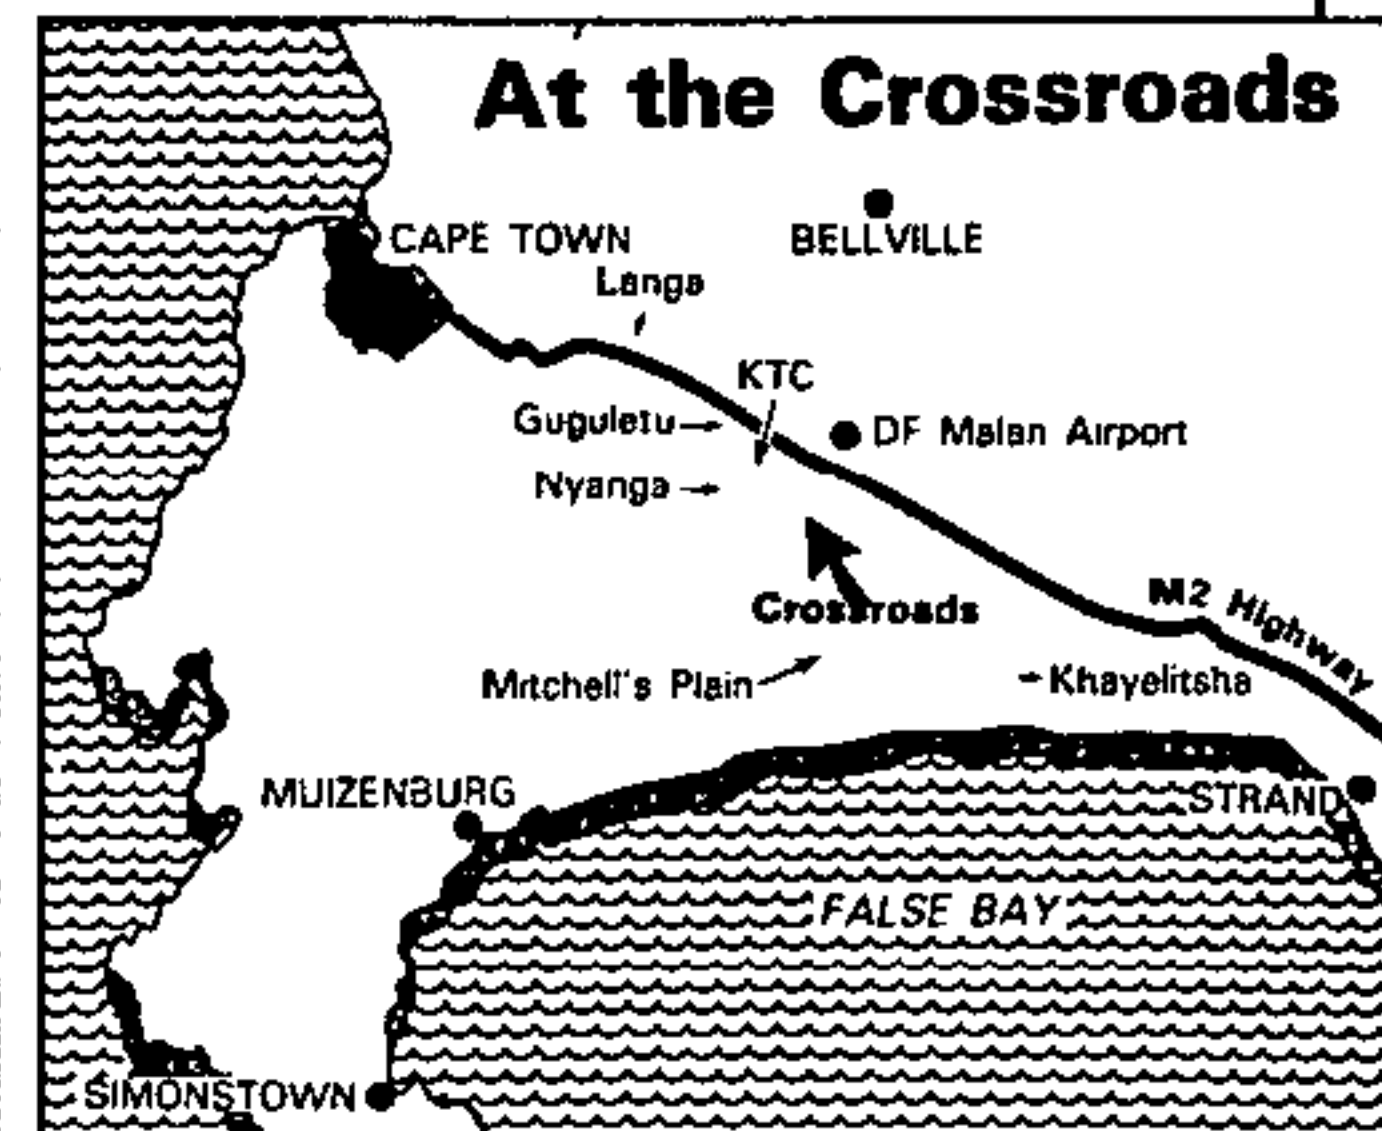 At the Crossroads
CAPE TOWN
BELLVILLE
Langa
KTC
Guguletu
DF Malan Airport
Nyanga
M2 Highway
Crossroads
Mitchell's Plain
Khayelitsha
MUIZENBURG
STRAND
FALSE BAY
SIMONSTOWN